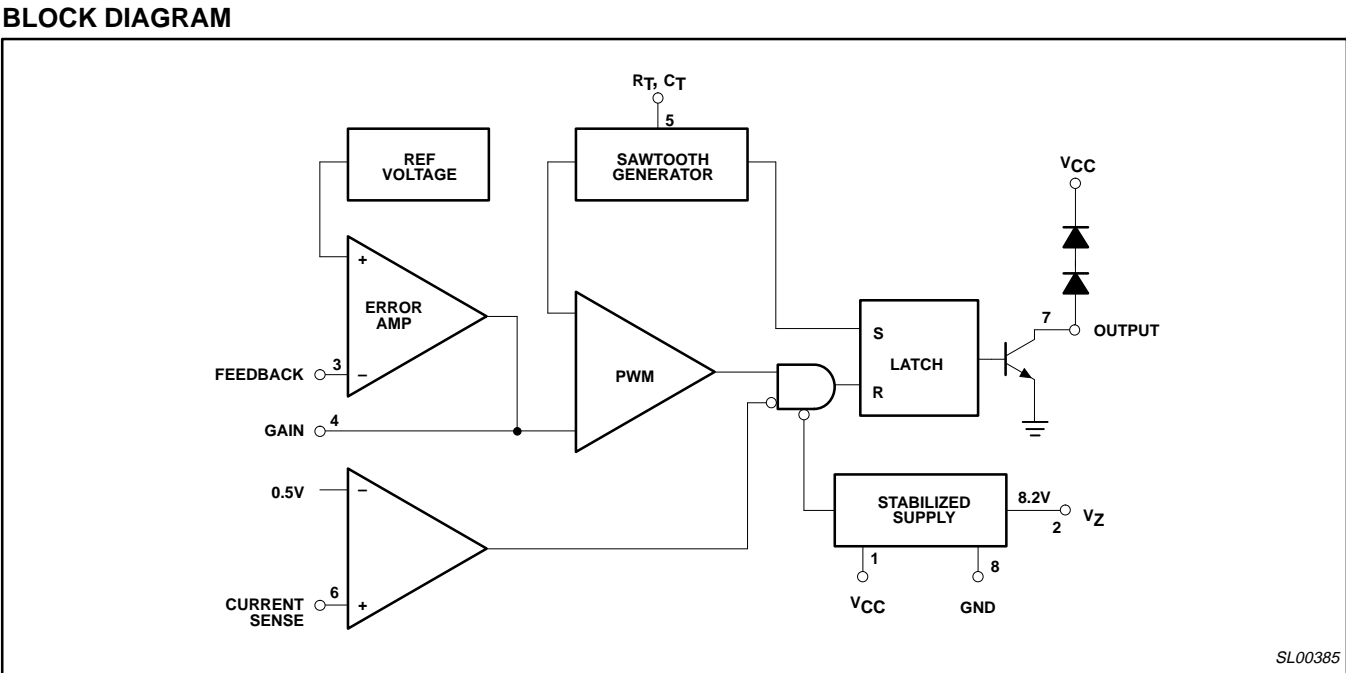 BLOCK DIAGRAM
RT, CT
5
REF
VOLTAGE
SAWTOOTH
GENERATOR
VCC
+
ERROR
AMP
FEEDBACK
3
–
GAIN
4
PWM
S
LATCH
R
7
OUTPUT
0.5V
–
CURRENT
SENSE
6
+
STABILIZED
SUPPLY
8.2V
2
VZ
1
VCC
8
GND
SL00385